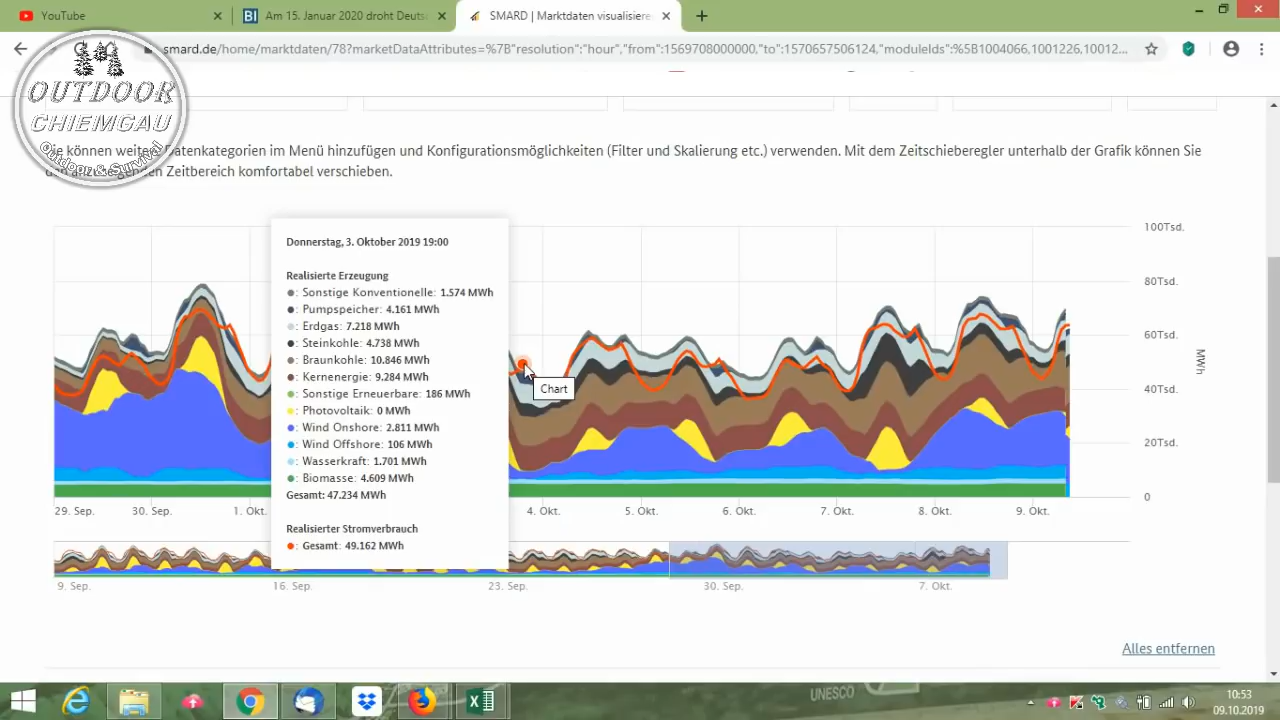 YouTube
Am 15. Januar 2020 droht Deuts
SMARD | Marktdaten visualisiere
smard.de/home/marktdaten/78?marketDataAttributes=%7B"resolution":"hour","from":1569708000000,"to":1570657506124,"moduleIds":%5B1004066,1001226,10012...
OUTDOOR
CHIEMGAU
Outdoor & Survival
Sie können weitere Datenkategorien im Menü hinzufügen und Konfigurationsmöglichkeiten (Filter und Skalierung etc.) verwenden. Mit dem Zeitschieberegler unterhalb der Grafik können Sie
Zeitbereich komfortabel verschieben.
Donnerstag, 3. Oktober 2019 19:00
Realisierte Erzeugung
Sonstige Konventionelle: 1.574 MWh
Pumpspeicher: 4.161 MWh
Erdgas: 7.218 MWh
Steinkohle: 4.738 MWh
Braunkohle: 10.846 MWh
Kernenergie: 9.284 MWh
Sonstige Erneuerbare: 186 MWh
Photovoltaik: 0 MWh
Wind Onshore: 2.811 MWh
Wind Offshore: 106 MWh
Wasserkraft: 1.701 MWh
Biomasse: 4.609 MWh
Gesamt: 47.234 MWh
Realisierter Stromverbrauch
Gesamt: 49.162 MWh
Chart
100Tsd.
80Tsd.
60Tsd.
40Tsd.
20Tsd.
0
MWh
29. Sep. 30. Sep. 1. Okt. 4. Okt. 5. Okt. 6. Okt. 7. Okt. 8. Okt. 9. Okt.
9. Sep. 16. Sep. 23. Sep. 30. Sep. 7. Okt.
Alles entfernen
UNESCO
10:53
09.10.2019